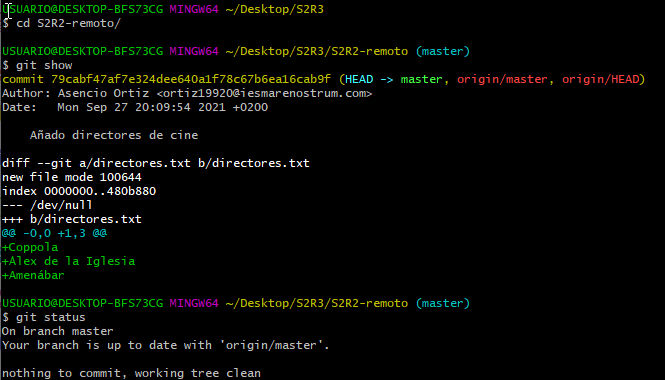 USUARIO@DESKTOP-BFS73CG MINGW64 ~/Desktop/S2R3
$ cd S2R2-remoto/
USUARIO@DESKTOP-BFS73CG MINGW64 ~/Desktop/S2R3/S2R2-remoto (master)
$ git show
commit 79cabf47af7e324dee640a1f78c67b6ea16cab9f (HEAD -> master, origin/master, origin/HEAD)
Author: Asencio Ortiz <ortiz19920@iesmarenostrum.com>
Date:   Mon Sep 27 20:09:54 2021 +0200
    Añado directores de cine
diff --git a/directores.txt b/directores.txt
new file mode 100644
index 0000000..480b880
--- /dev/null
+++ b/directores.txt
@@ -0,0 +1,3 @@
+Coppola
+Álex de la Iglesia
+Amenábar
USUARIO@DESKTOP-BFS73CG MINGW64 ~/Desktop/S2R3/S2R2-remoto (master)
$ git status
On branch master
Your branch is up to date with 'origin/master'.
nothing to commit, working tree clean